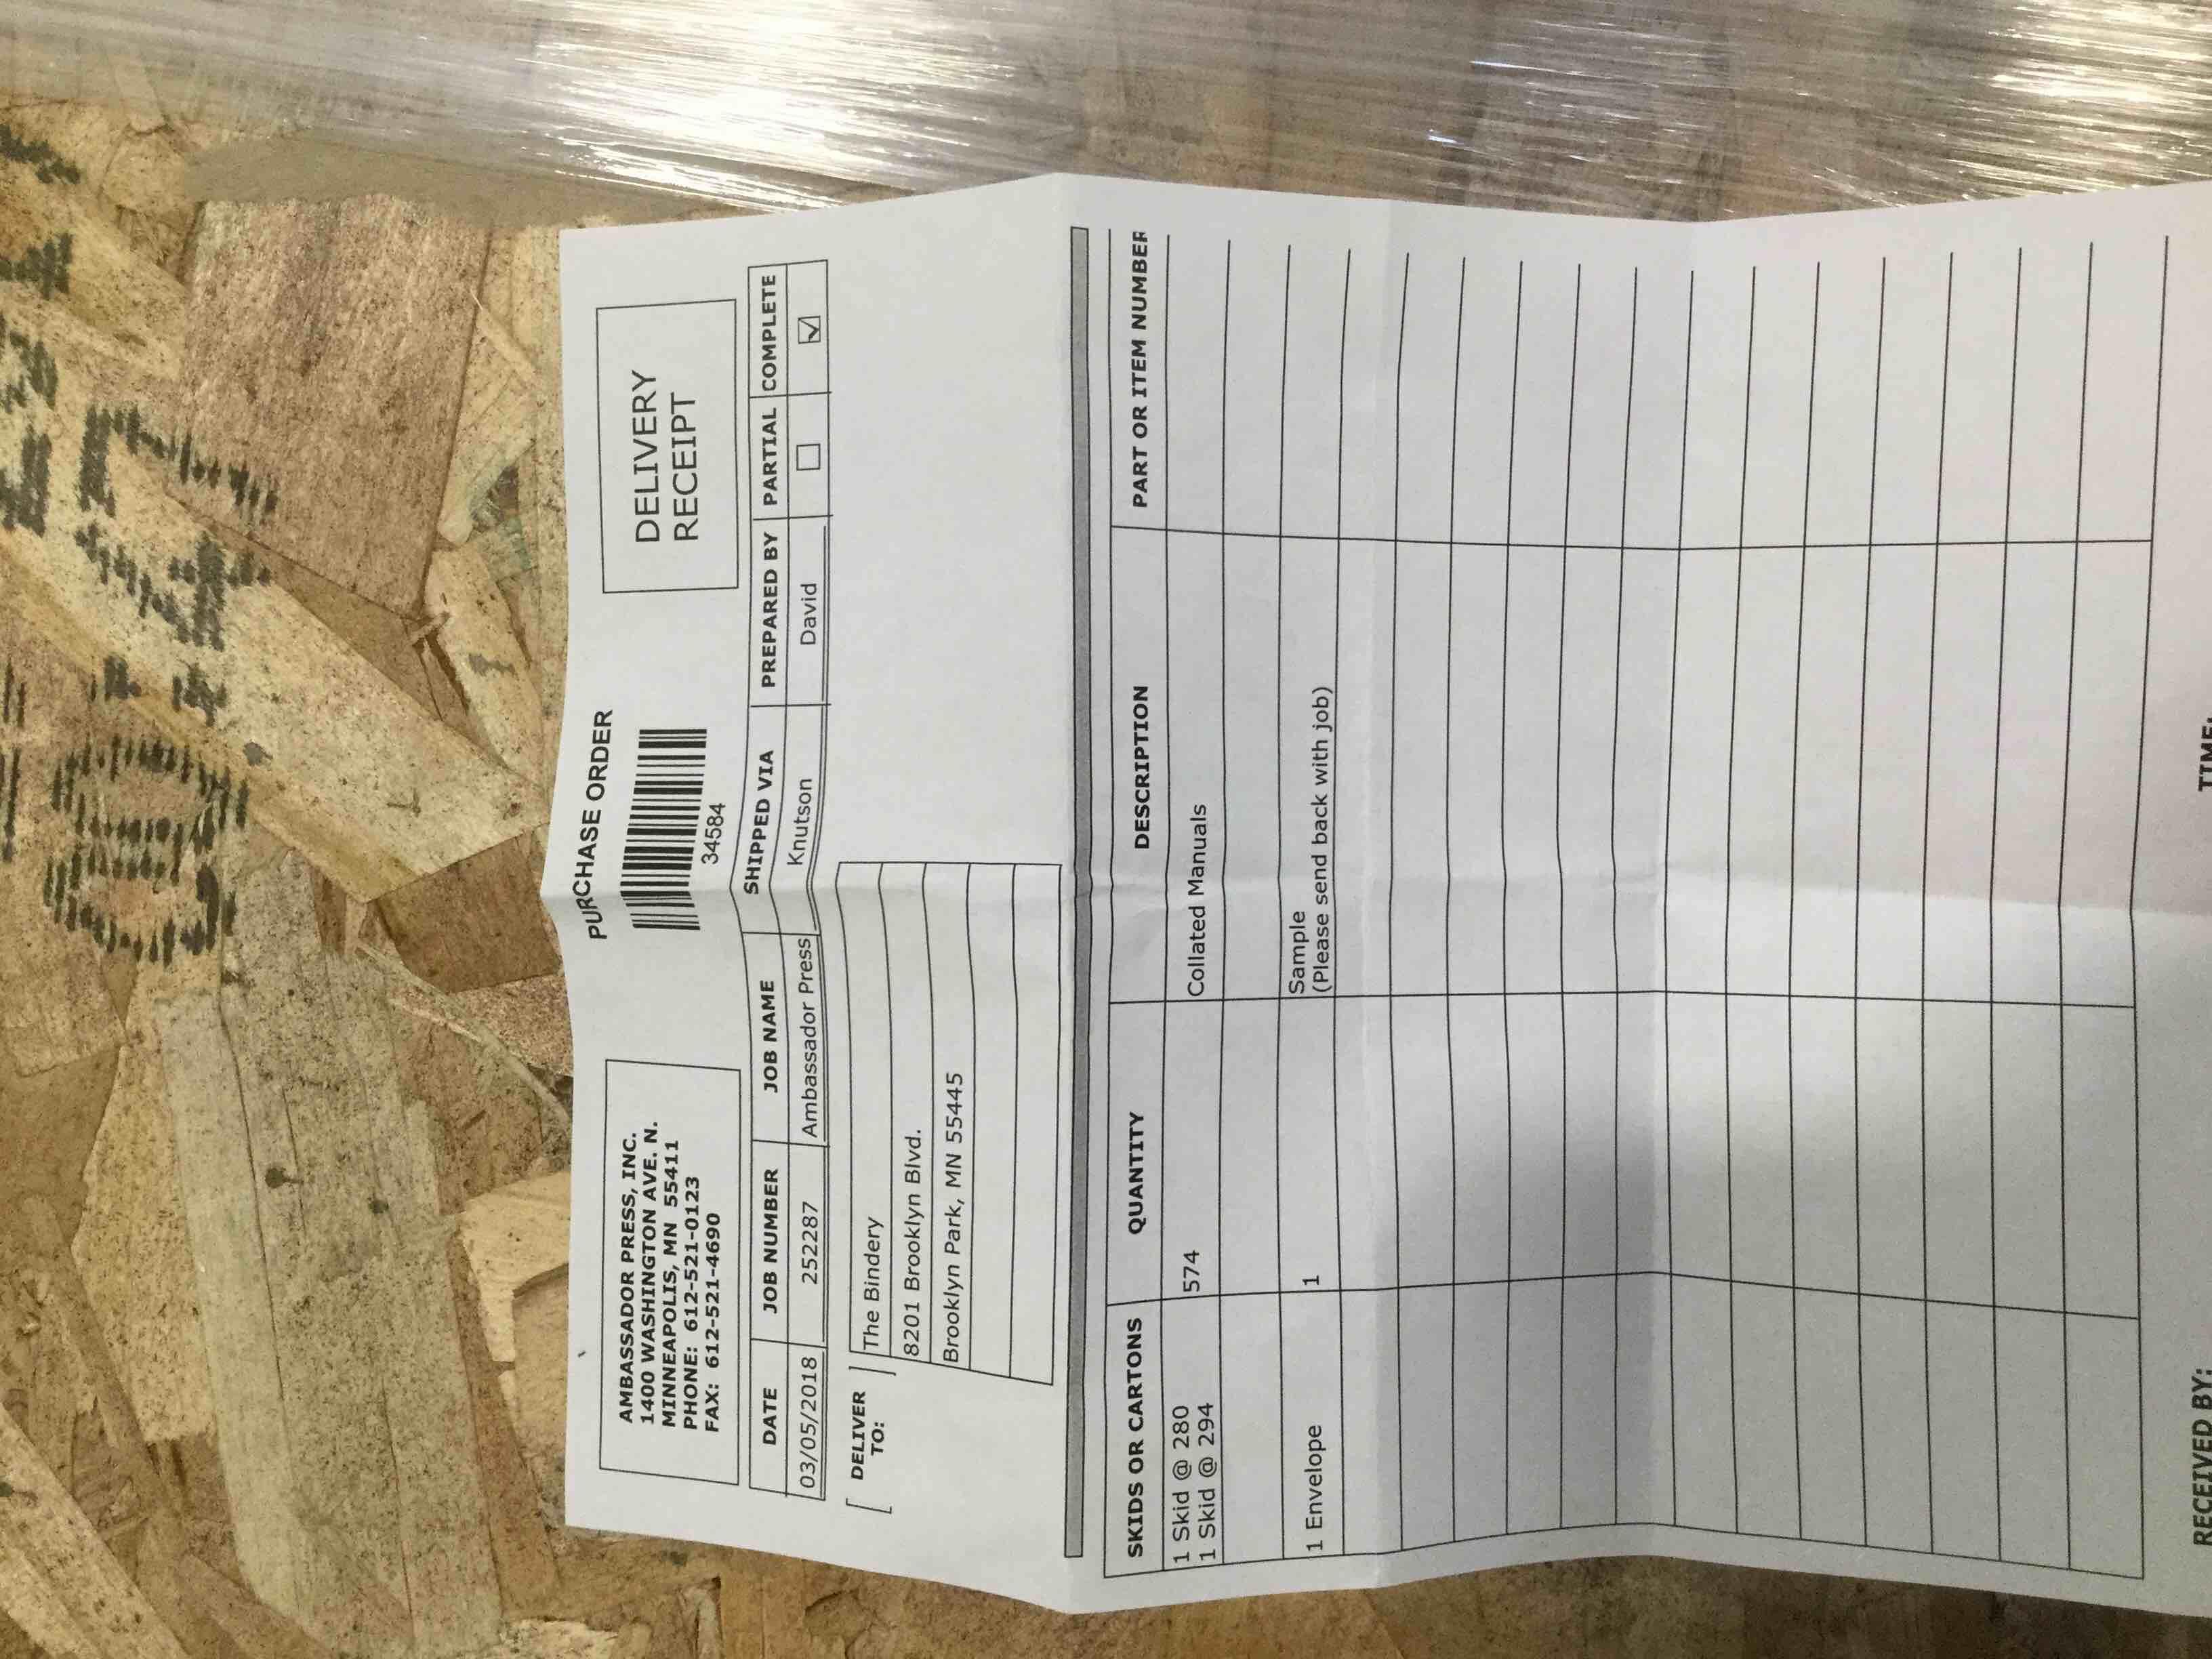 AMBASSADOR PRESS, INC.
1400 WASHINGTON AVE. N.
MINNEAPOLIS, MN 55411
PHONE: 612-521-0123
FAX: 612-521-4690
PURCHASE ORDER
34584
DELIVERY
RECEIPT
DATE JOB NUMBER JOB NAME SHIPPED VIA PREPARED BY PARTIAL COMPLETE
03/05/2018 252287 Ambassador Press Knutson David
DELIVER
TO:
The Bindery
8201 Brooklyn Blvd.
Brooklyn Park, MN 55445
SKIDS OR CARTONS QUANTITY DESCRIPTION PART OR ITEM NUMBER
1 Skid @ 280 574 Collated Manuals
1 Skid @ 294
1 Envelope 1 Sample
(Please send back with job)
RECEIVED BY: TIME: